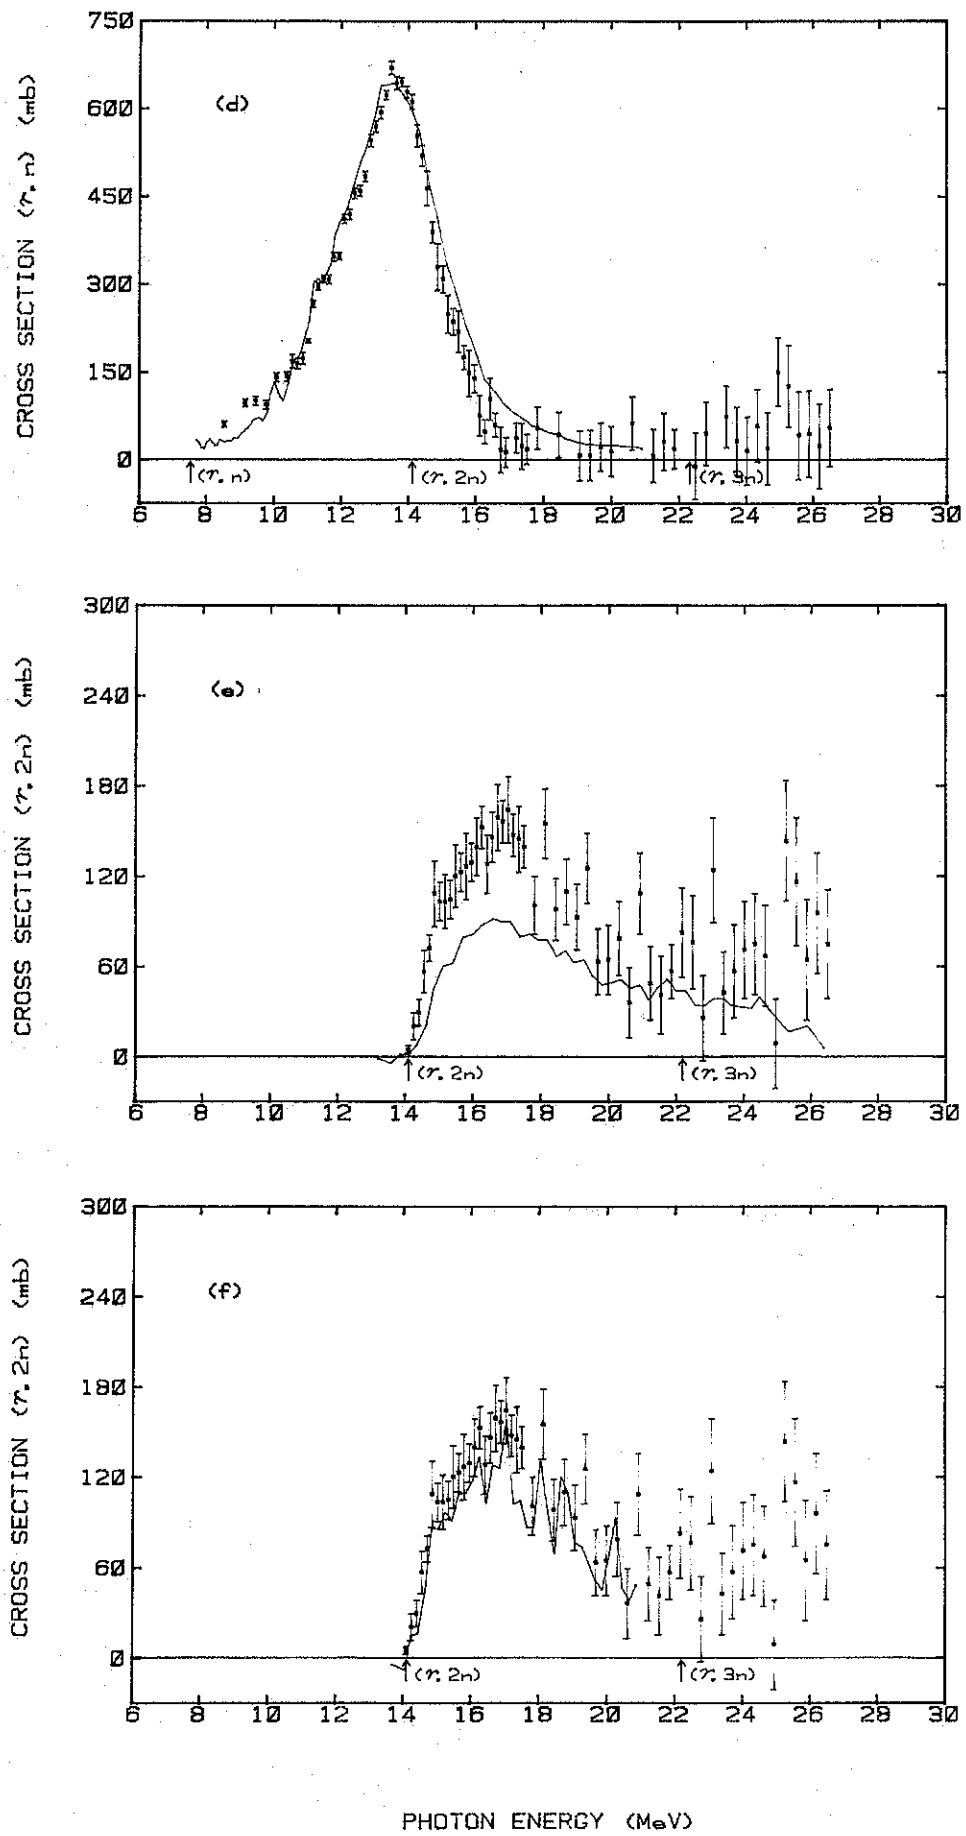 CROSS SECTION (γ, n) (mb)
750
600
450
300
150
0
(d)
(γ, n)
(γ, 2n)
(γ, 3n)
6 8 10 12 14 16 18 20 22 24 26 28 30
CROSS SECTION (γ, 2n) (mb)
300
240
180
120
60
0
(e)
(γ, 2n)
(γ, 3n)
6 8 10 12 14 16 18 20 22 24 26 28 30
CROSS SECTION (γ, 2n) (mb)
300
240
180
120
60
0
(f)
(γ, 2n)
(γ, 3n)
6 8 10 12 14 16 18 20 22 24 26 28 30
PHOTON ENERGY (MeV)